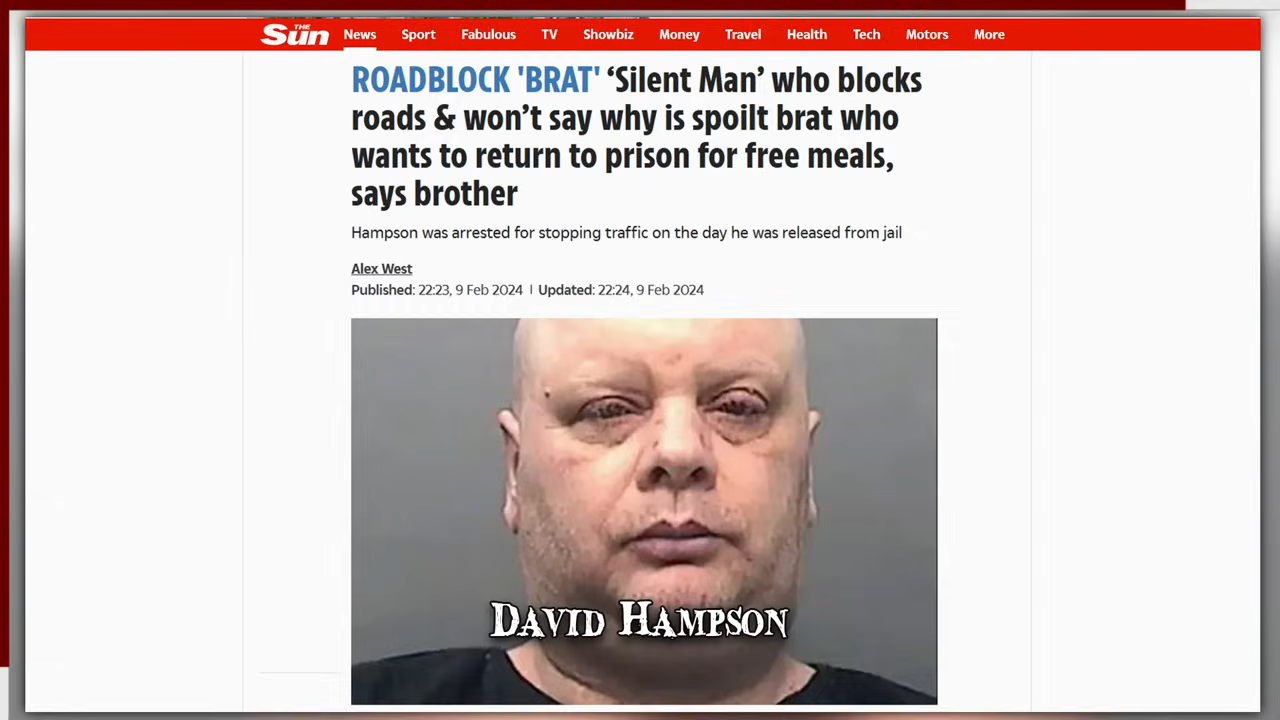 THE
Sun
News Sport Fabulous TV Showbiz Money Travel Health Tech Motors More
ROADBLOCK 'BRAT' ‘Silent Man’ who blocks
roads & won’t say why is spoilt brat who
wants to return to prison for free meals,
says brother
Hampson was arrested for stopping traffic on the day he was released from jail
Alex West
Published: 22:23, 9 Feb 2024 | Updated: 22:24, 9 Feb 2024
DAVID HAMPSON